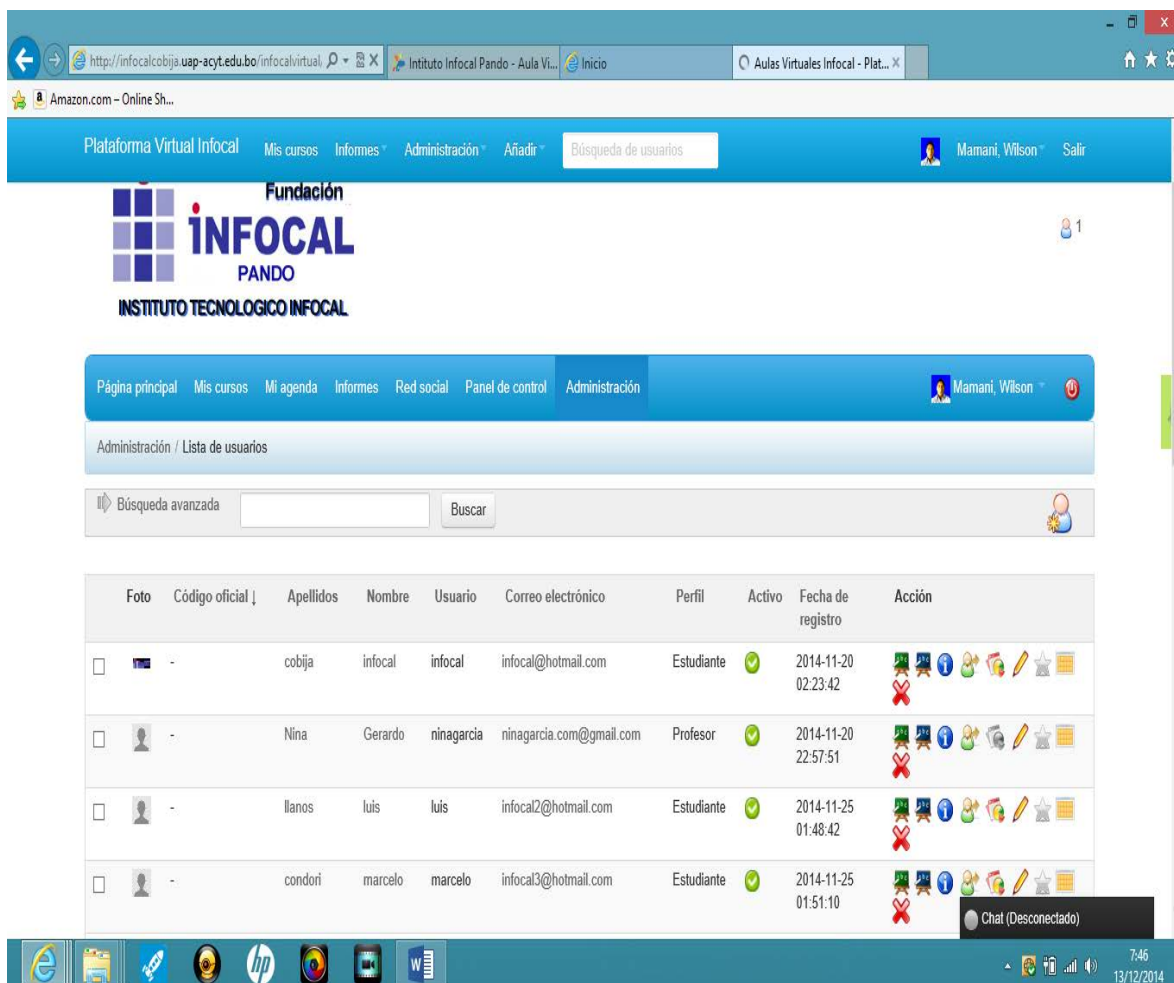 http://infocalcobija.uap-acyt.edu.bo/infocalvirtual
Intituto Infocal Pando - Aula Vi...
Inicio
Aulas Virtuales Infocal - Plat...
Amazon.com – Online Sh...
Plataforma Virtual Infocal Mis cursos Informes Administración Añadir Búsqueda de usuarios Mamani, Wilson Salir
Fundación
iNFOCAL
PANDO
INSTITUTO TECNOLOGICO INFOCAL
1
Página principal Mis cursos Mi agenda Informes Red social Panel de control Administración Mamani, Wilson
Administración / Lista de usuarios
Búsqueda avanzada Buscar
Foto Código oficial ↓ Apellidos Nombre Usuario Correo electrónico Perfil Activo Fecha de registro Acción
- cobija infocal infocal infocal@hotmail.com Estudiante 2014-11-20 02:23:42
- Nina Gerardo ninagarcia ninagarcia.com@gmail.com Profesor 2014-11-20 22:57:51
- llanos luis luis infocal2@hotmail.com Estudiante 2014-11-25 01:48:42
- condori marcelo marcelo infocal3@hotmail.com Estudiante 2014-11-25 01:51:10
Chat (Desconectado)
7:46
13/12/2014